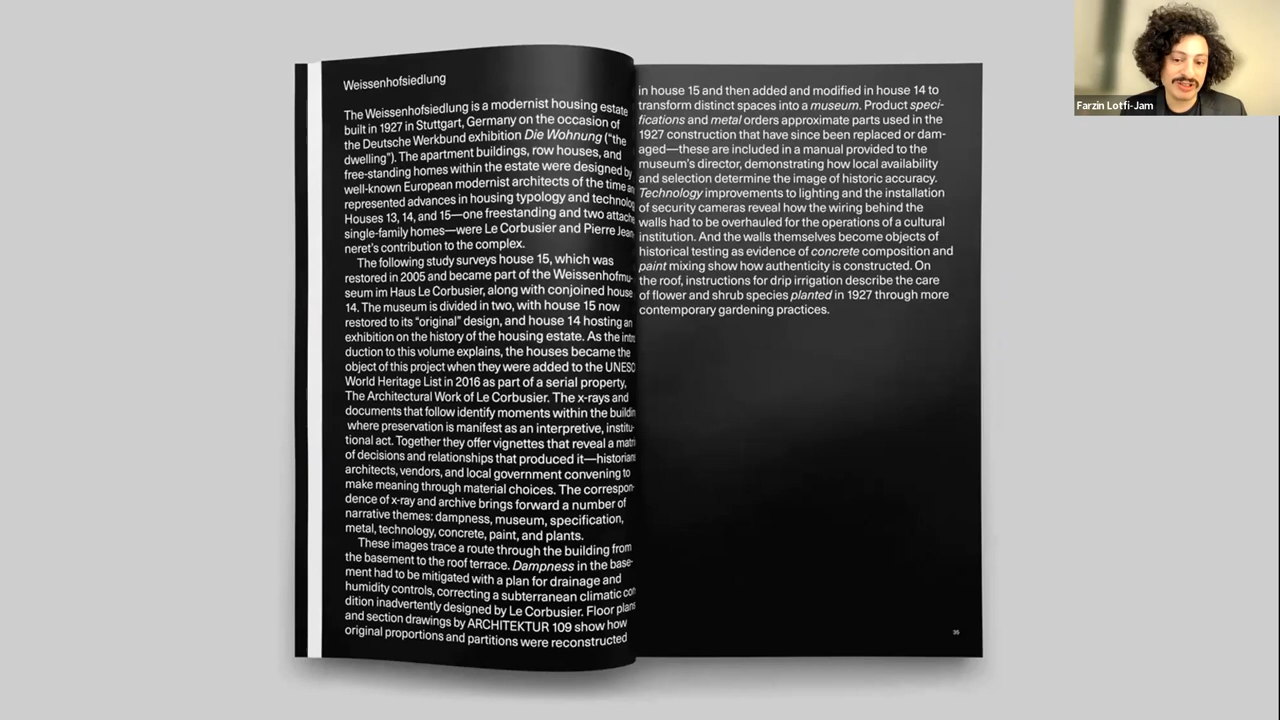 Weissenhofsiedlung
The Weissenhofsiedlung is a modernist housing estate
built in 1927 in Stuttgart, Germany on the occasion of
the Deutsche Werkbund exhibition Die Wohnung (“the
dwelling”). The apartment buildings, row houses, and
free-standing homes within the estate were designed by
well-known European modernist architects of the time an
represented advances in housing typology and technolog
Houses 13, 14, and 15—one freestanding and two attache
single-family homes—were Le Corbusier and Pierre Jean
neret’s contribution to the complex.
The following study surveys house 15, which was
restored in 2005 and became part of the Weissenhofmu-
seum im Haus Le Corbusier, along with conjoined house
14. The museum is divided in two, with house 15 now
restored to its “original” design, and house 14 hosting an
exhibition on the history of the housing estate. As the intro
duction to this volume explains, the houses became the
object of this project when they were added to the UNESC
World Heritage List in 2016 as part of a serial property,
The Architectural Work of Le Corbusier. The x-rays and
documents that follow identify moments within the buildin
where preservation is manifest as an interpretive, institu-
tional act. Together they offer vignettes that reveal a matri
of decisions and relationships that produced it—historians
architects, vendors, and local government convening to
make meaning through material choices. The correspon-
dence of x-ray and archive brings forward a number of
narrative themes: dampness, museum, specification,
metal, technology, concrete, paint, and plants.
These images trace a route through the building from
the basement to the roof terrace. Dampness in the base-
ment had to be mitigated with a plan for drainage and
humidity controls, correcting a subterranean climatic con
dition inadvertently designed by Le Corbusier. Floor plans
and section drawings by ARCHITEKTUR 109 show how
original proportions and partitions were reconstructed
in house 15 and then added and modified in house 14 to
transform distinct spaces into a museum. Product speci-
fications and metal orders approximate parts used in the
1927 construction that have since been replaced or dam-
aged—these are included in a manual provided to the
museum’s director, demonstrating how local availability
and selection determine the image of historic accuracy.
Technology improvements to lighting and the installation
of security cameras reveal how the wiring behind the
walls had to be overhauled for the operations of a cultural
institution. And the walls themselves become objects of
historical testing as evidence of concrete composition and
paint mixing show how authenticity is constructed. On
the roof, instructions for drip irrigation describe the care
of flower and shrub species planted in 1927 through more
contemporary gardening practices.
35
Farzin Lotfi-Jam